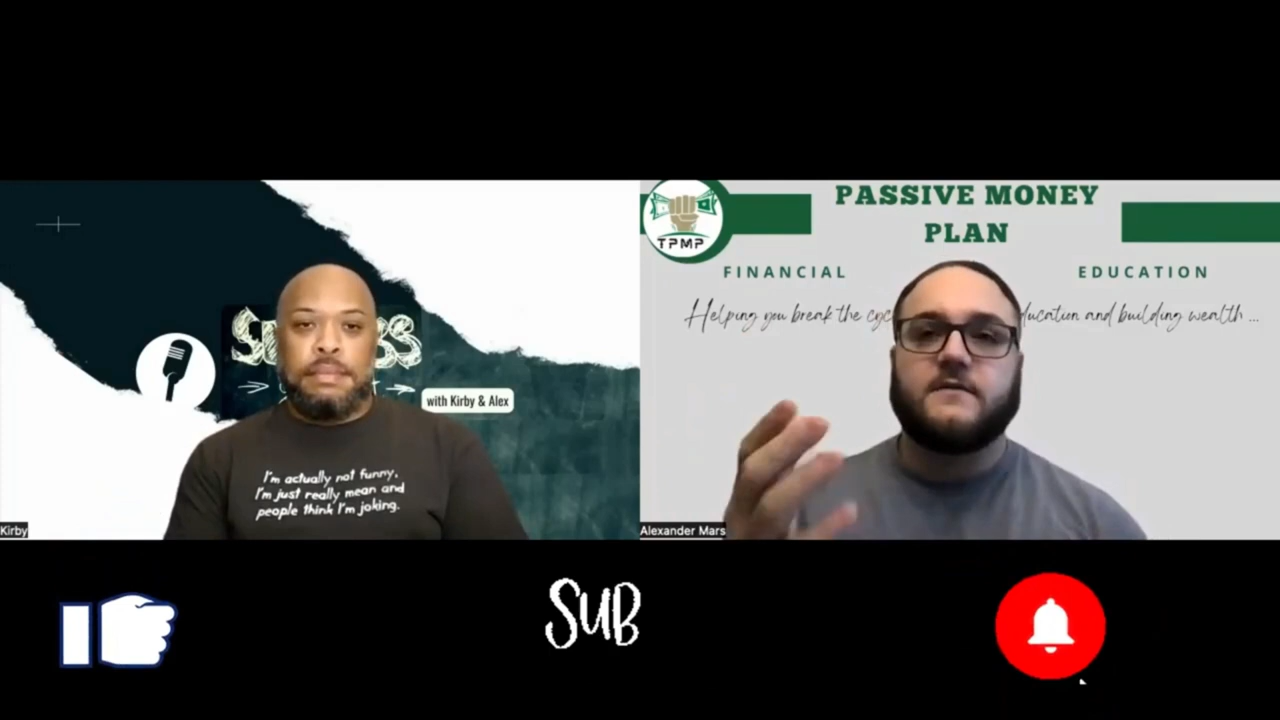 with Kirby & Alex
I'm actually not funny.
I'm just really mean and
people think I'm joking.
Kirby
TPMP
PASSIVE MONEY
PLAN
FINANCIAL EDUCATION
Helping you break the ducation and building wealth ...
Alexander Mars
SUB